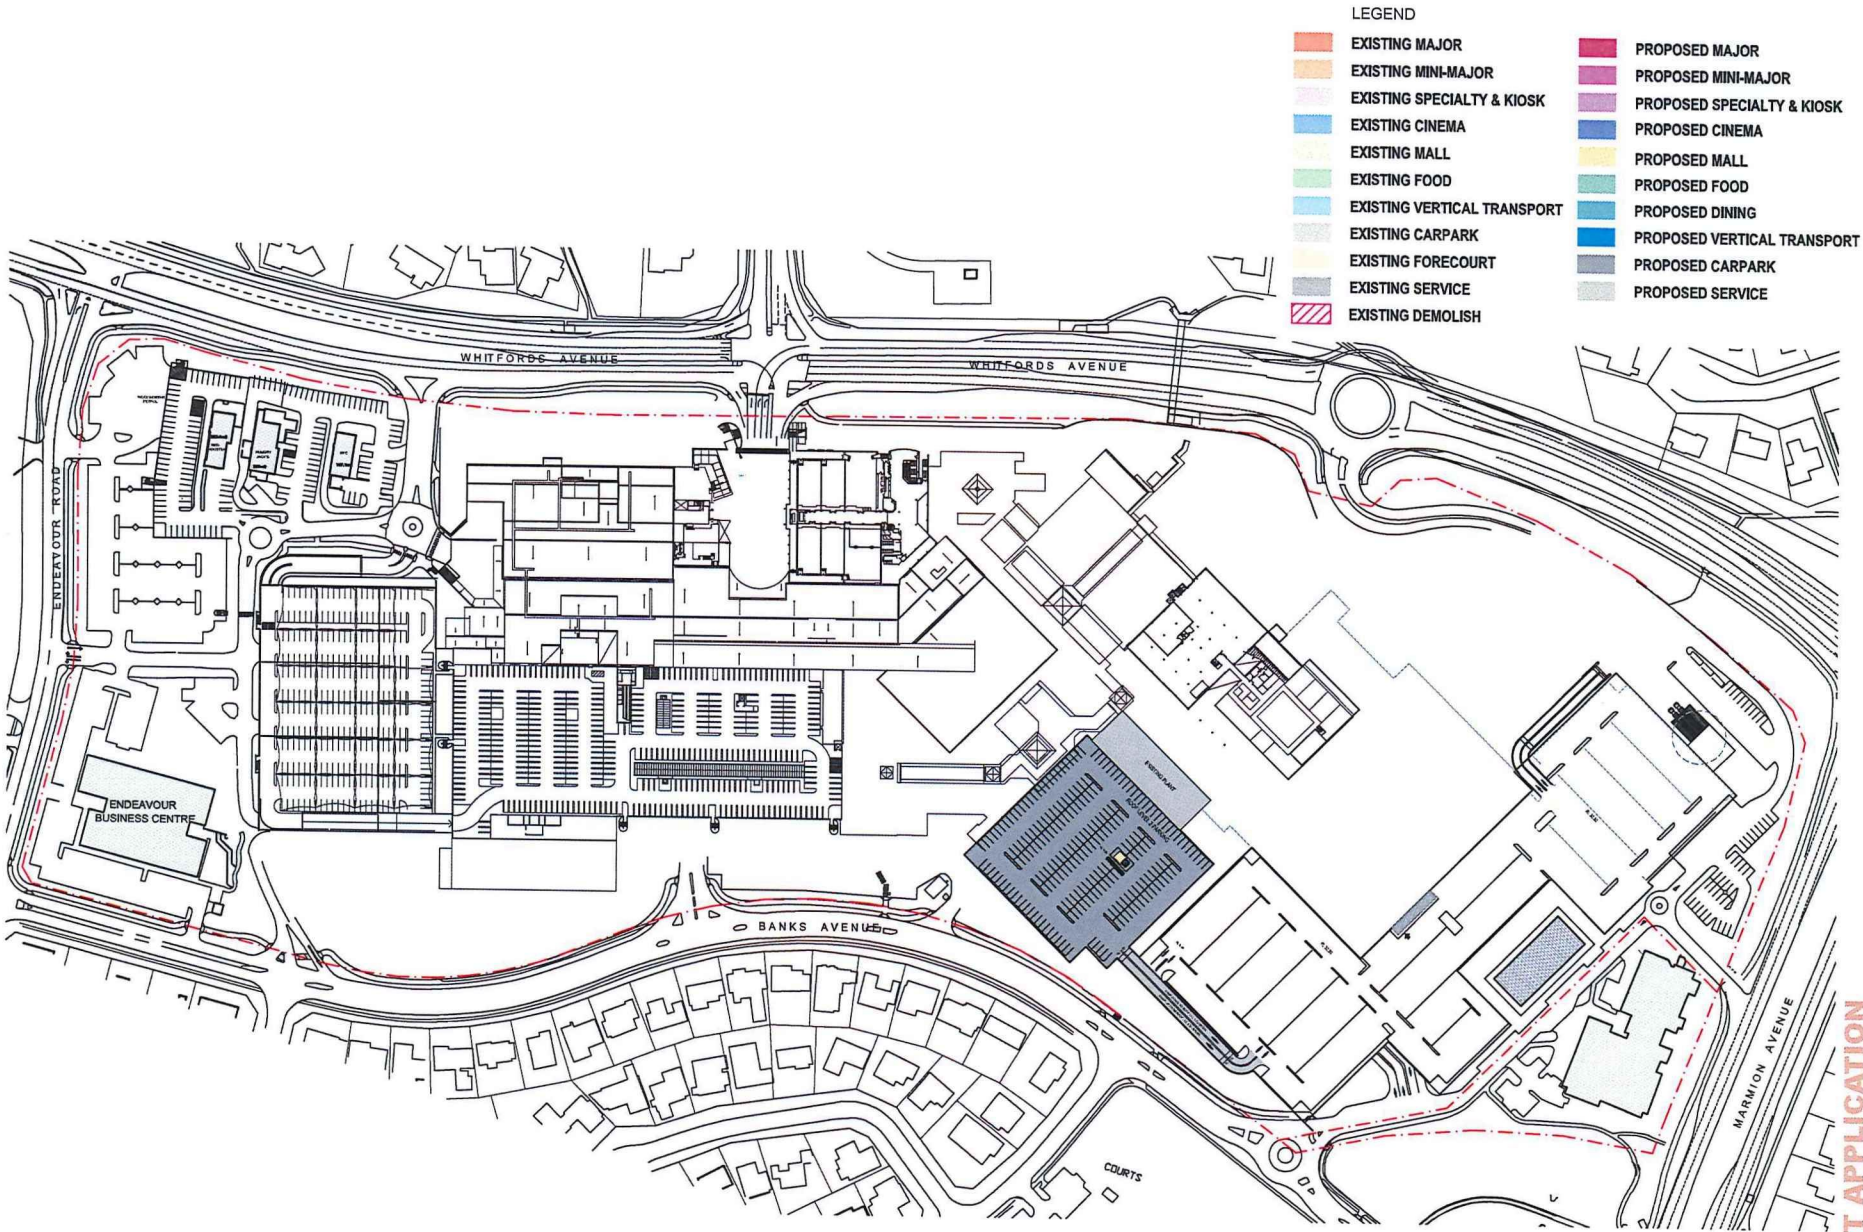 LEGEND
EXISTING MAJOR
EXISTING MINI-MAJOR
EXISTING SPECIALTY & KIOSK
EXISTING CINEMA
EXISTING MALL
EXISTING FOOD
EXISTING VERTICAL TRANSPORT
EXISTING CARPARK
EXISTING FORECOURT
EXISTING SERVICE
EXISTING DEMOLISH
PROPOSED MAJOR
PROPOSED MINI-MAJOR
PROPOSED SPECIALTY & KIOSK
PROPOSED CINEMA
PROPOSED MALL
PROPOSED FOOD
PROPOSED DINING
PROPOSED VERTICAL TRANSPORT
PROPOSED CARPARK
PROPOSED SERVICE
WHITFORDS AVENUE
WHITFORDS AVENUE
ENDEAVOUR ROAD
EXISTING PLANT
ENDEAVOUR
BUSINESS CENTRE
BANKS AVENUE
MARMION AVENUE
COURTS
APPLICATION